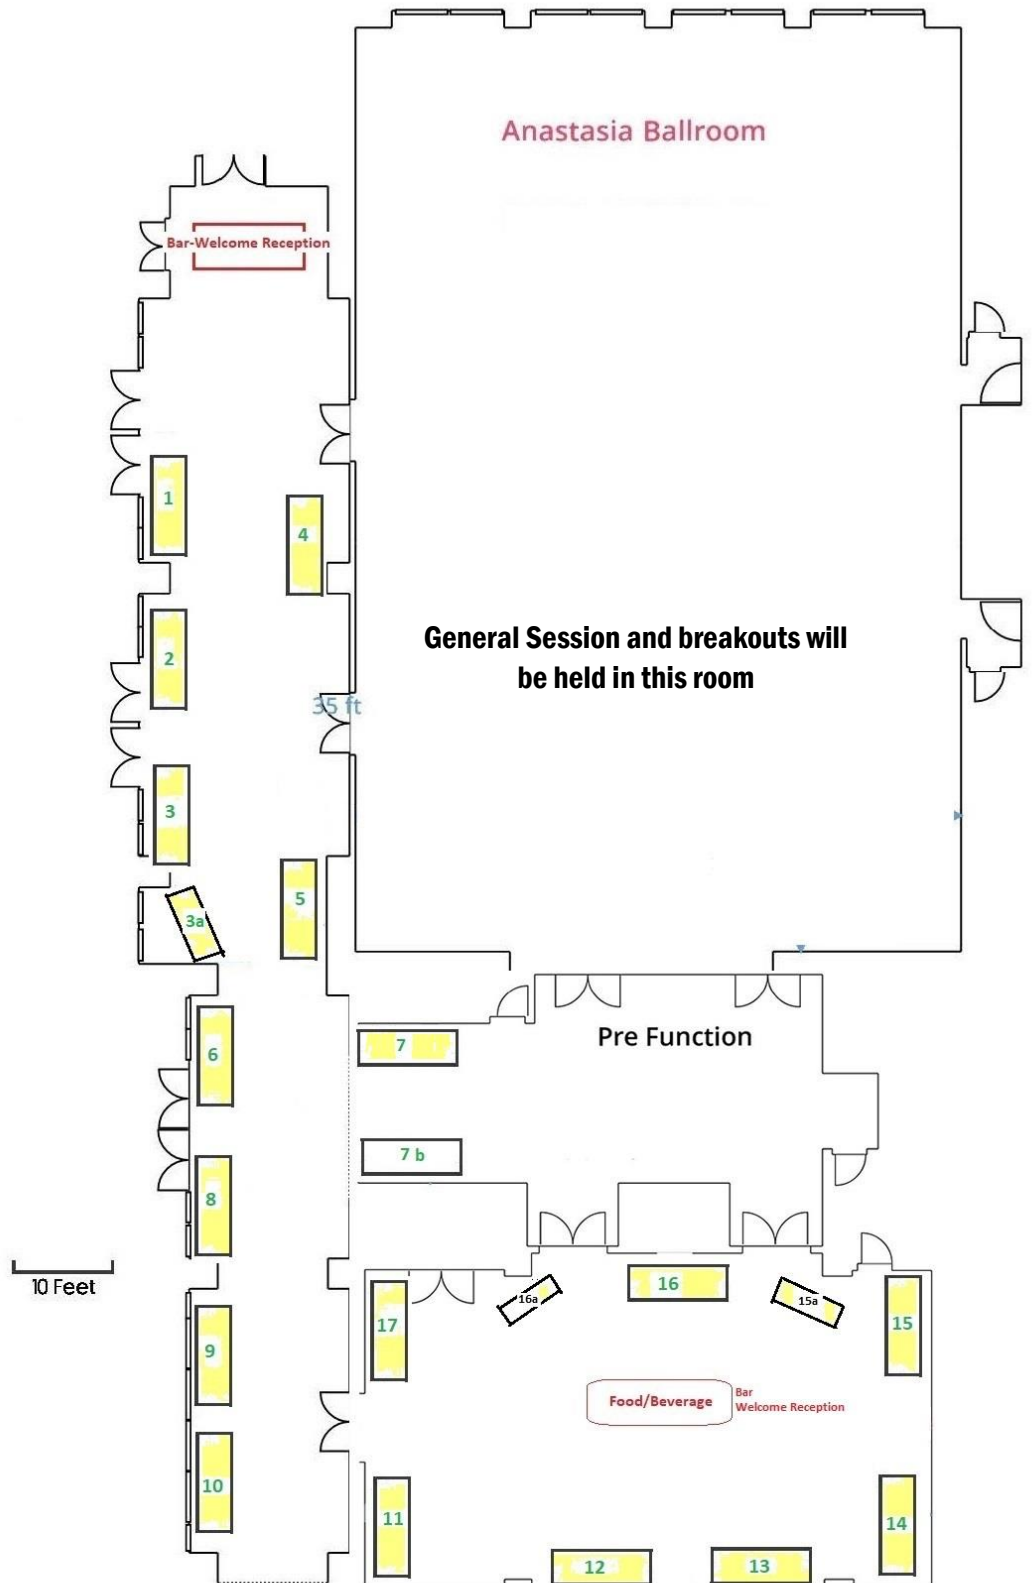 Anastasia Ballroom
Bar-Welcome Reception
1
4
General Session and breakouts will
be held in this room
2
35 ft
3
5
3a
Pre Function
6
7
7 b
8
10 Feet
16
16a
15a
17
15
9
Food/Beverage
Bar
Welcome Reception
10
11
14
12
13